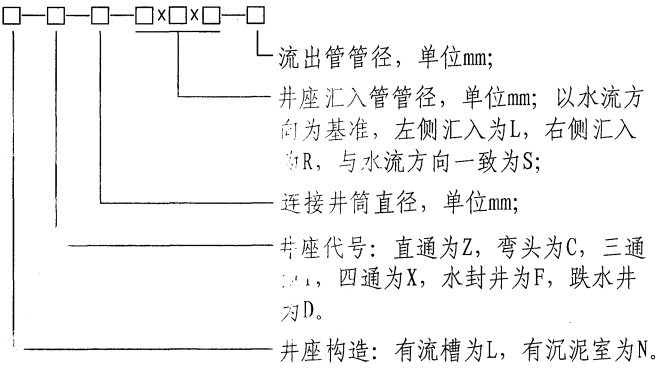 □—□—□—□×□×□—□
流出管管径，单位mm；
井座汇入管管径，单位mm；以水流方
向为基准，左侧汇入为L，右侧汇入
为R，与水流方向一致为S；
连接井筒直径，单位mm；
井座代号：直通为Z，弯头为C，三通
，四通为X，水封井为F，跌水井
为D。
井座构造：有流槽为L，有沉泥室为N。